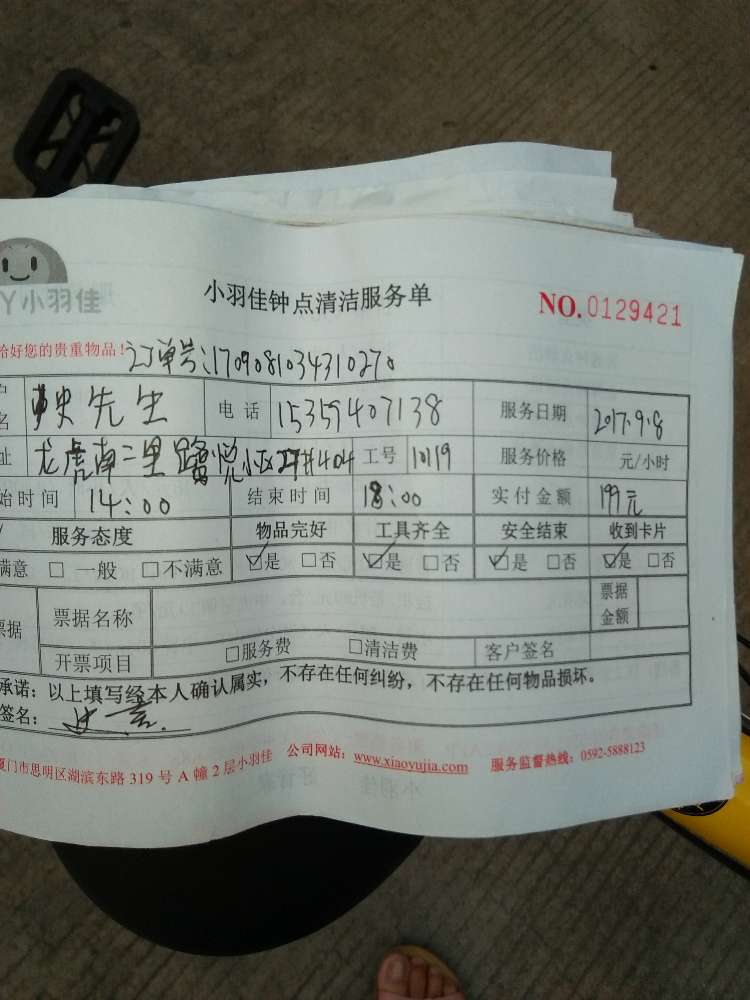 小羽佳
小羽佳钟点清洁服务单
NO.0129421
您的贵重物品! 订单号:1709081034310270
名 史先生 电话 15359407138 服务日期 2017.9.8
址 龙虎南二里鹭悦小区27#404 工号 10119 服务价格 元/小时
始时间 14:00 结束时间 18:00 实付金额 199元
服务态度 物品完好 工具齐全 安全结束 收到卡片
满意 □ 一般 □不满意 ☑是 □否 ☑是 □否 ☑是 □否 ☑是 □否
票据 票据名称 票据金额
开票项目 □服务费 □清洁费 客户签名
承诺: 以上填写经本人确认属实, 不存在任何纠纷, 不存在任何物品损坏。
签名:
厦门市思明区湖滨东路 319 号 A 幢 2 层小羽佳 公司网站: www.xiaoyujia.com 服务监督热线: 0592-5888123